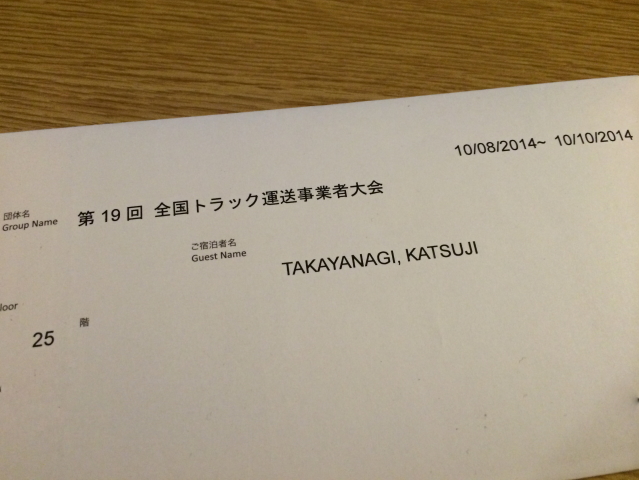 10/08/2014~ 10/10/2014
団体名
Group Name
第 19 回 全国トラック運送事業者大会
ご宿泊者名
Guest Name
TAKAYANAGI, KATSUJI
loor
25
階